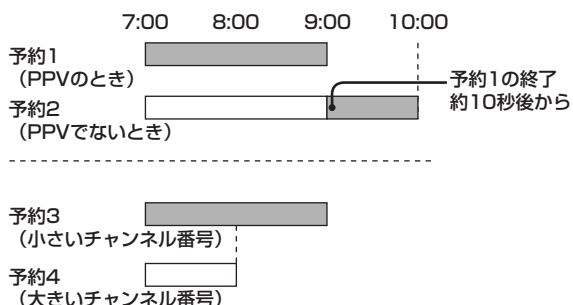 7:00 8:00 9:00 10:00
予約1
（PPVのとき）
予約1の終了
約10秒後から
予約2
（PPVでないとき）
予約3
（小さいチャンネル番号）
予約4
（大きいチャンネル番号）